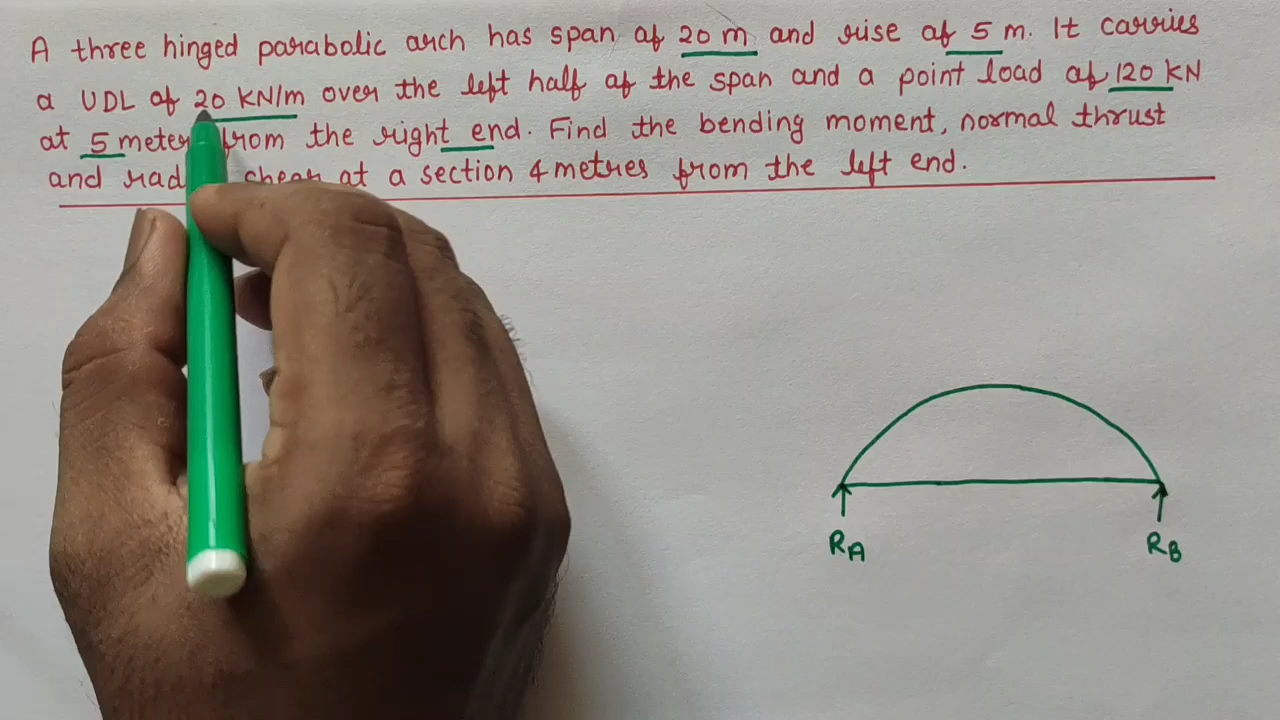 A three hinged parabolic arch has span of 20 m and rise of 5 m. It carries
a UDL of 20 KN/m over the left half of the span and a point load of 120 KN
at 5 meter from the right end. Find the bending moment, normal thrust
and shear at a section 4 metres from the left end.
RA RB